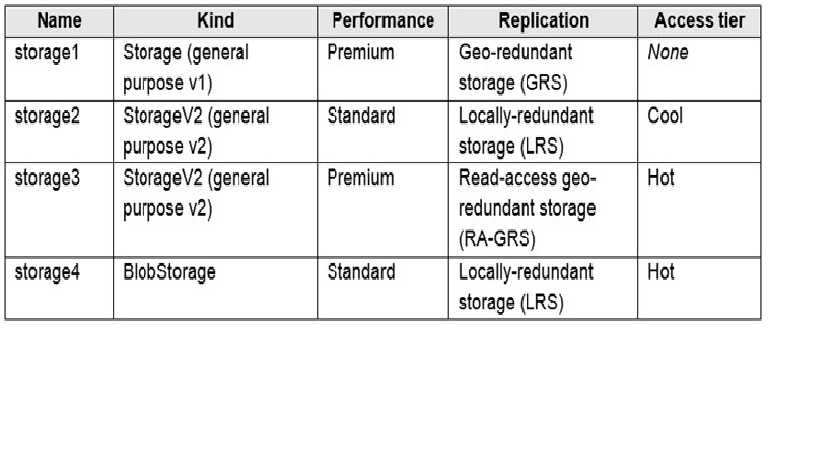 Name Kind Performance Replication Access tier
storage1 Storage (general Premium Geo-redundant None
purpose v1) storage (GRS)
storage2 StorageV2 (general Standard Locally-redundant Cool
purpose v2) storage (LRS)
storage3 StorageV2 (general Premium Read-access geo- Hot
purpose v2) redundant storage
(RA-GRS)
storage4 BlobStorage Standard Locally-redundant Hot
storage (LRS)